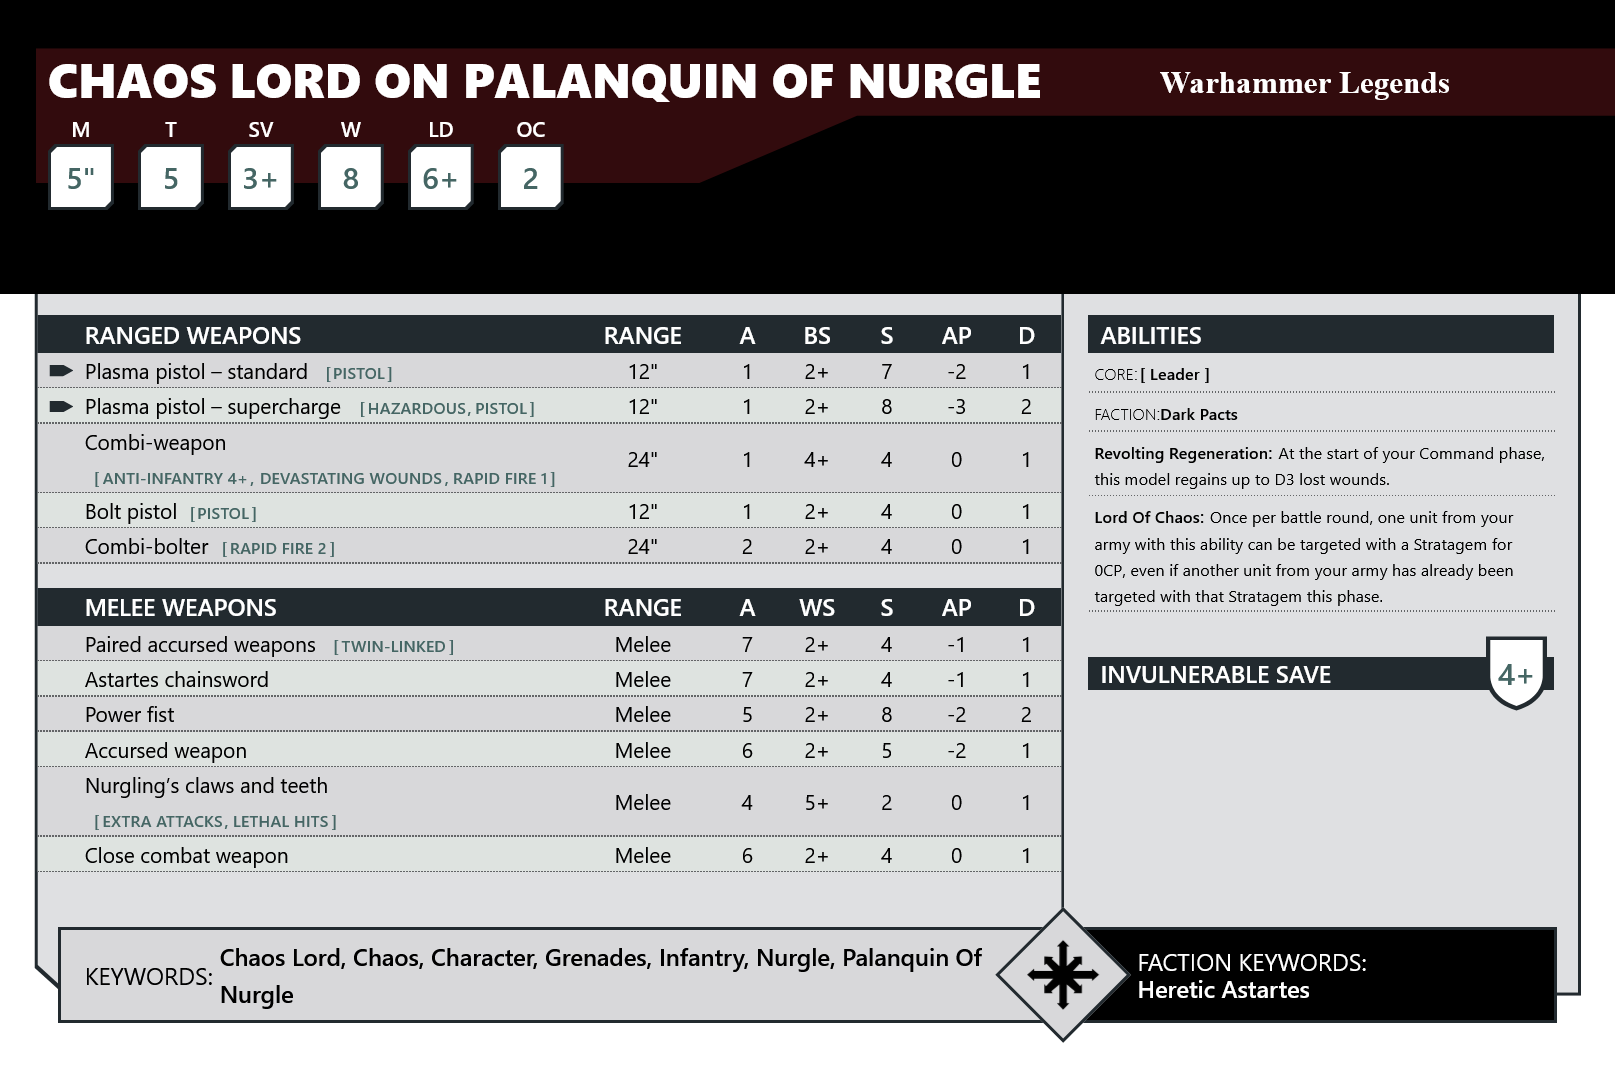 CHAOS LORD ON PALANQUIN OF NURGLE Warhammer Legends
M T SV W LD OC
5" 5 3+ 8 6+ 2
RANGED WEAPONS RANGE A BS S AP D
Plasma pistol – standard [PISTOL] 12" 1 2+ 7 -2 1
Plasma pistol – supercharge [HAZARDOUS, PISTOL] 12" 1 2+ 8 -3 2
Combi-weapon
[ANTI-INFANTRY 4+, DEVASTATING WOUNDS, RAPID FIRE 1] 24" 1 4+ 4 0 1
Bolt pistol [PISTOL] 12" 1 2+ 4 0 1
Combi-bolter [RAPID FIRE 2] 24" 2 2+ 4 0 1
MELEE WEAPONS RANGE A WS S AP D
Paired accursed weapons [TWIN-LINKED] Melee 7 2+ 4 -1 1
Astartes chainsword Melee 7 2+ 4 -1 1
Power fist Melee 5 2+ 8 -2 2
Accursed weapon Melee 6 2+ 5 -2 1
Nurgling’s claws and teeth
[EXTRA ATTACKS, LETHAL HITS] Melee 4 5+ 2 0 1
Close combat weapon Melee 6 2+ 4 0 1
ABILITIES
CORE: [ Leader ]
FACTION:Dark Pacts
Revolting Regeneration: At the start of your Command phase,
this model regains up to D3 lost wounds.
Lord Of Chaos: Once per battle round, one unit from your
army with this ability can be targeted with a Stratagem for
0CP, even if another unit from your army has already been
targeted with that Stratagem this phase.
INVULNERABLE SAVE 4+
KEYWORDS: Chaos Lord, Chaos, Character, Grenades, Infantry, Nurgle, Palanquin Of
Nurgle
FACTION KEYWORDS:
Heretic Astartes